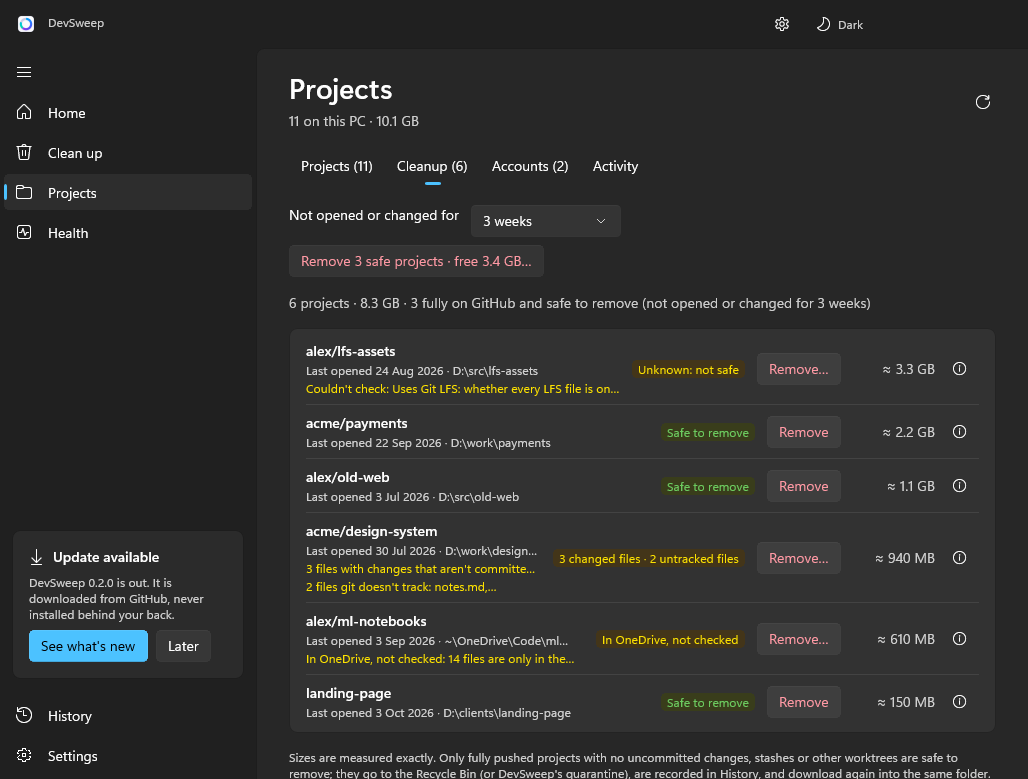 DevSweep
Dark
Home
Clean up
Projects
Health
Update available
DevSweep 0.2.0 is out. It is
downloaded from GitHub, never
installed behind your back.
See what's new
Later
History
Settings
Projects
11 on this PC · 10.1 GB
Projects (11)
Cleanup (6)
Accounts (2)
Activity
Not opened or changed for
3 weeks
Remove 3 safe projects · free 3.4 GB...
6 projects · 8.3 GB · 3 fully on GitHub and safe to remove (not opened or changed for 3 weeks)
alex/lfs-assets
Last opened 24 Aug 2026 · D:\src\lfs-assets
Couldn't check: Uses Git LFS: whether every LFS file is on...
Unknown: not safe
Remove...
≈ 3.3 GB
acme/payments
Last opened 22 Sep 2026 · D:\work\payments
Safe to remove
Remove
≈ 2.2 GB
alex/old-web
Last opened 3 Jul 2026 · D:\src\old-web
Safe to remove
Remove
≈ 1.1 GB
acme/design-system
Last opened 30 Jul 2026 · D:\work\design...
3 files with changes that aren't committe...
2 files git doesn't track: notes.md,...
3 changed files · 2 untracked files
Remove...
≈ 940 MB
alex/ml-notebooks
Last opened 3 Sep 2026 · ~\OneDrive\Code\ml...
In OneDrive, not checked: 14 files are only in the...
In OneDrive, not checked
Remove...
≈ 610 MB
landing-page
Last opened 3 Oct 2026 · D:\clients\landing-page
Safe to remove
Remove
≈ 150 MB
Sizes are measured exactly. Only fully pushed projects with no uncommitted changes, stashes or other worktrees are safe to
remove; they go to the Recycle Bin (or DevSweep's quarantine), are recorded in History, and download again into the same folder.